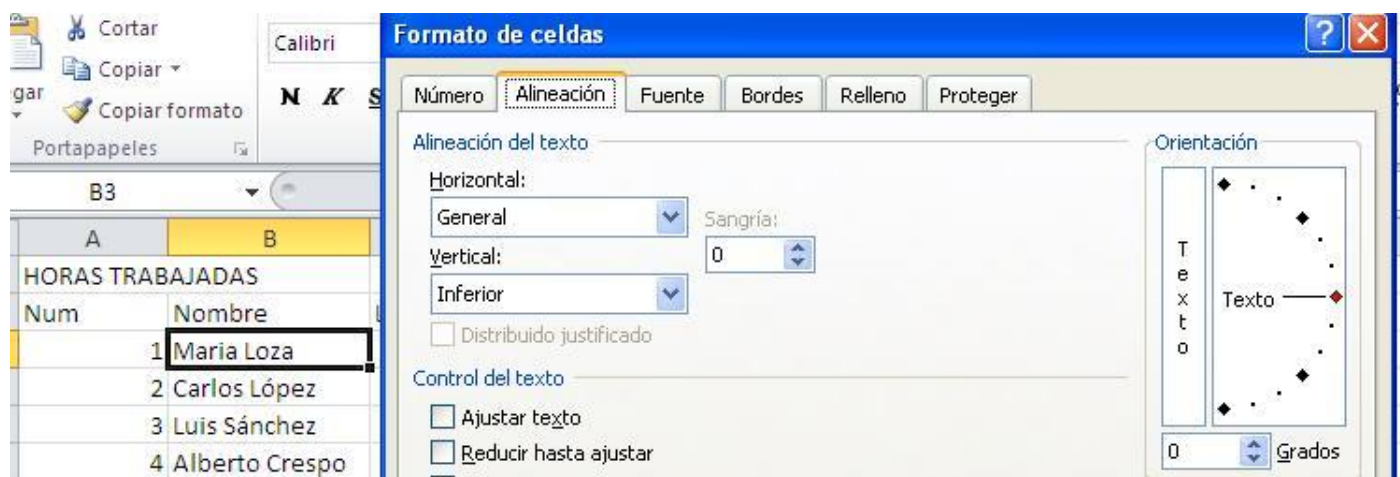 Cortar
Copiar
gar
Copiar formato
Portapapeles
Calibri
N K S
B3
A B
HORAS TRABAJADAS
Num Nombre
1 Maria Loza
2 Carlos López
3 Luis Sánchez
4 Alberto Crespo
Formato de celdas
Número Alineación Fuente Bordes Relleno Proteger
Alineación del texto
Horizontal:
General
Sangría:
0
Vertical:
Inferior
Distribuido justificado
Control del texto
Ajustar texto
Reducir hasta ajustar
Orientación
Texto
Texto
0 Grados